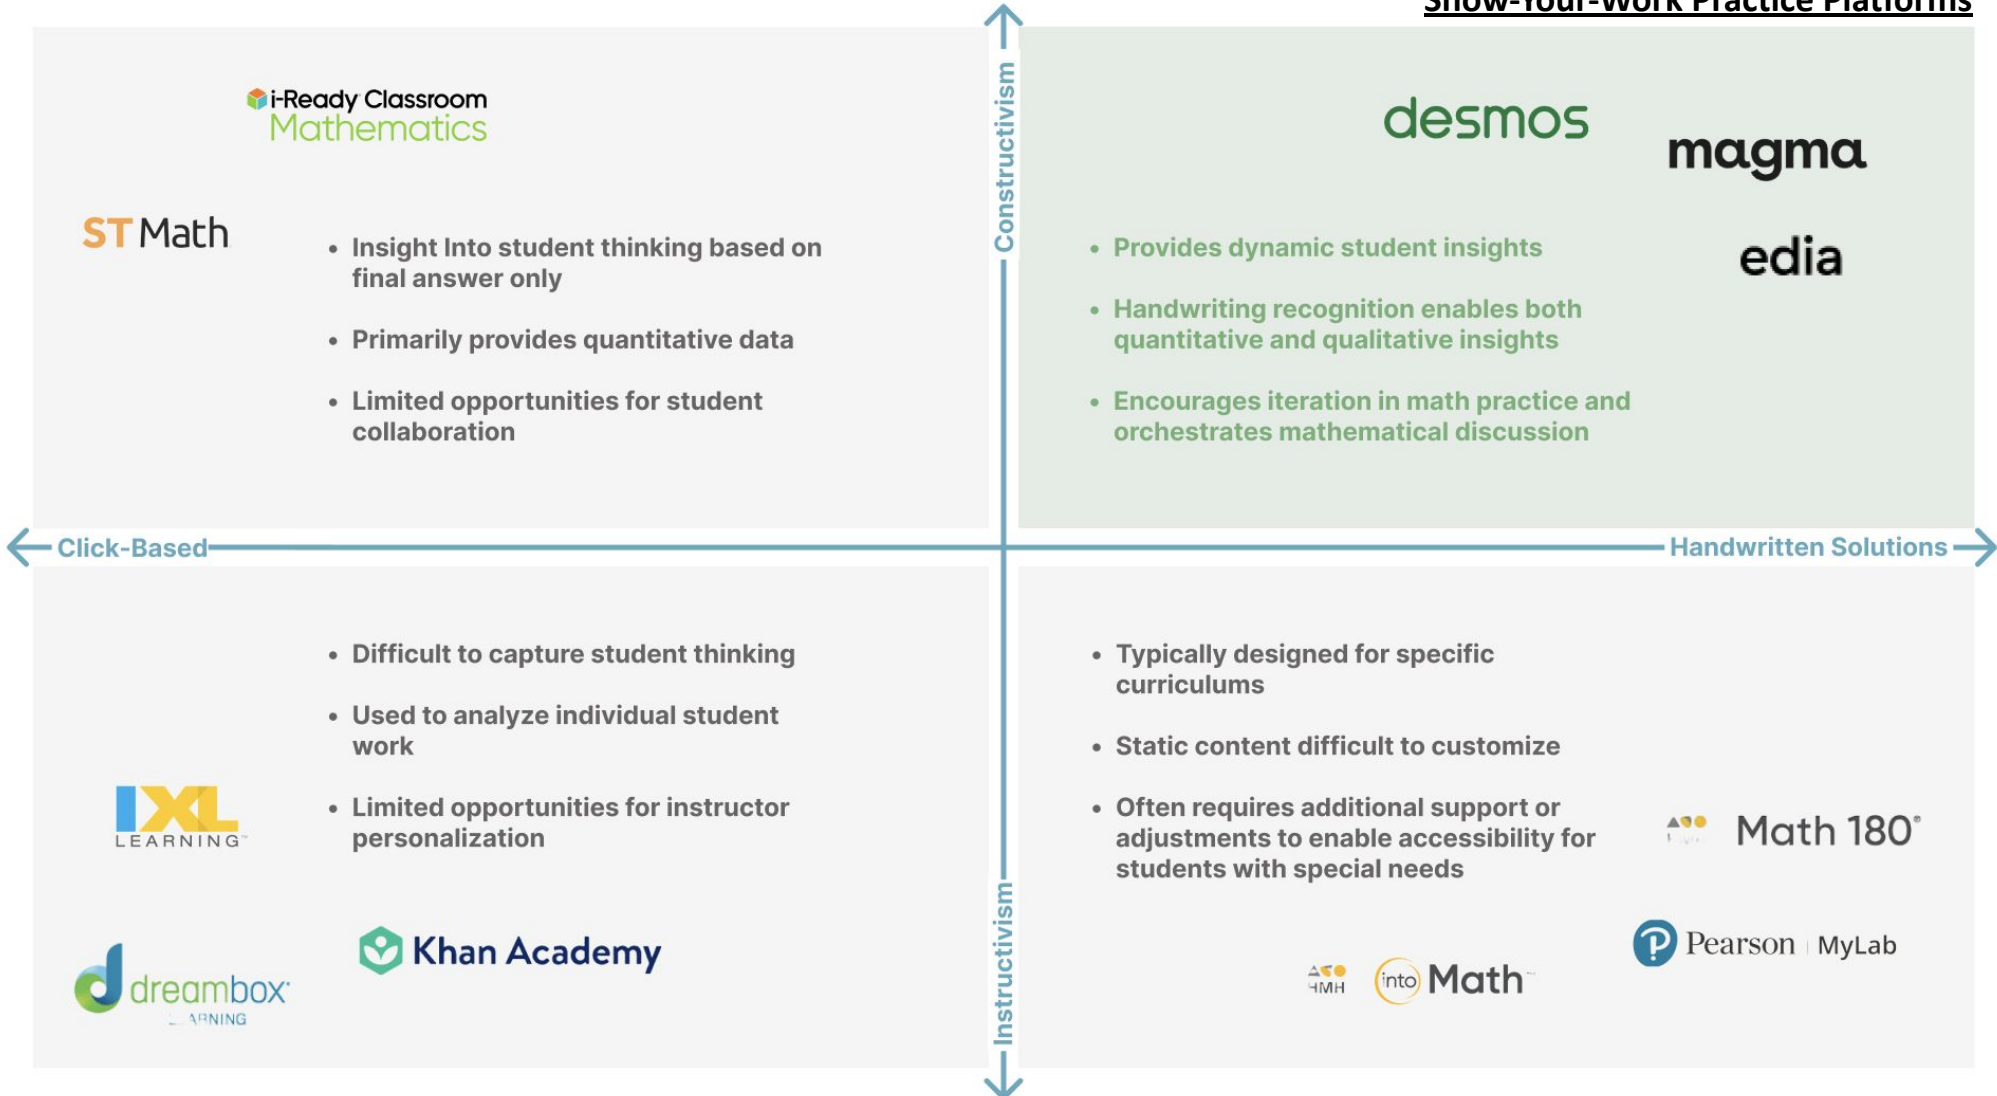 Show-Your-Work Practice Platforms
Constructivism
i-Ready Classroom
Mathematics
ST Math
• Insight Into student thinking based on
final answer only
• Primarily provides quantitative data
• Limited opportunities for student
collaboration
desmos
magma
edia
• Provides dynamic student insights
• Handwriting recognition enables both
quantitative and qualitative insights
• Encourages iteration in math practice and
orchestrates mathematical discussion
Click-Based
Handwritten Solutions
• Difficult to capture student thinking
• Used to analyze individual student
work
• Limited opportunities for instructor
personalization
IXL
LEARNING™
Khan Academy
dreambox
• Typically designed for specific
curriculums
• Static content difficult to customize
• Often requires additional support or
adjustments to enable accessibility for
students with special needs
Math 180®
Pearson | MyLab
HMH into Math
Instructivism